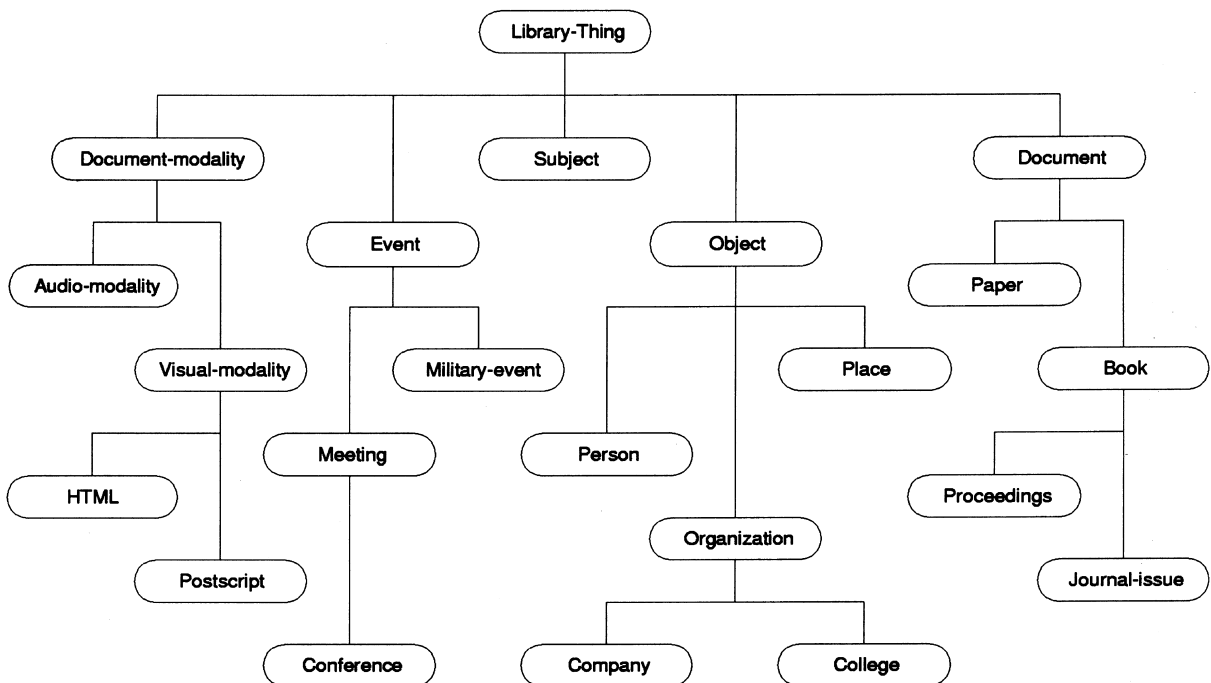 Library-Thing
Document-modality
Subject
Document
Event
Object
Audio-modality
Paper
Visual-modality
Military-event
Place
Book
Meeting
Person
HTML
Proceedings
Organization
Postscript
Journal-issue
Conference
Company
College